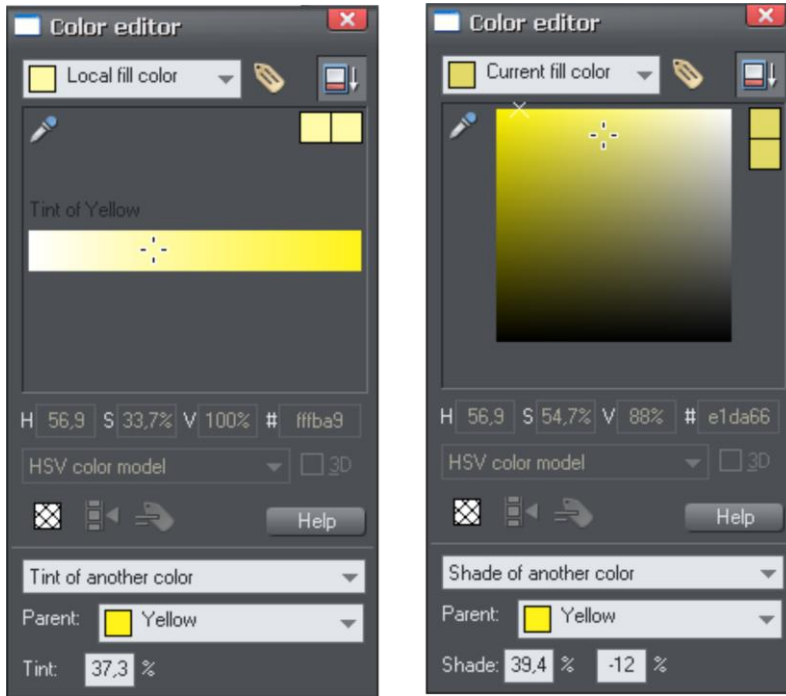 Color editor
Local fill color
Tint of Yellow
H 56,9 S 33,7% V 100% # fffba9
HSV color model 3D
Help
Tint of another color
Parent: Yellow
Tint: 37,3 %
Color editor
Current fill color
H 56,9 S 54,7% V 88% # e1da66
HSV color model 3D
Help
Shade of another color
Parent: Yellow
Shade: 39,4 % -12 %